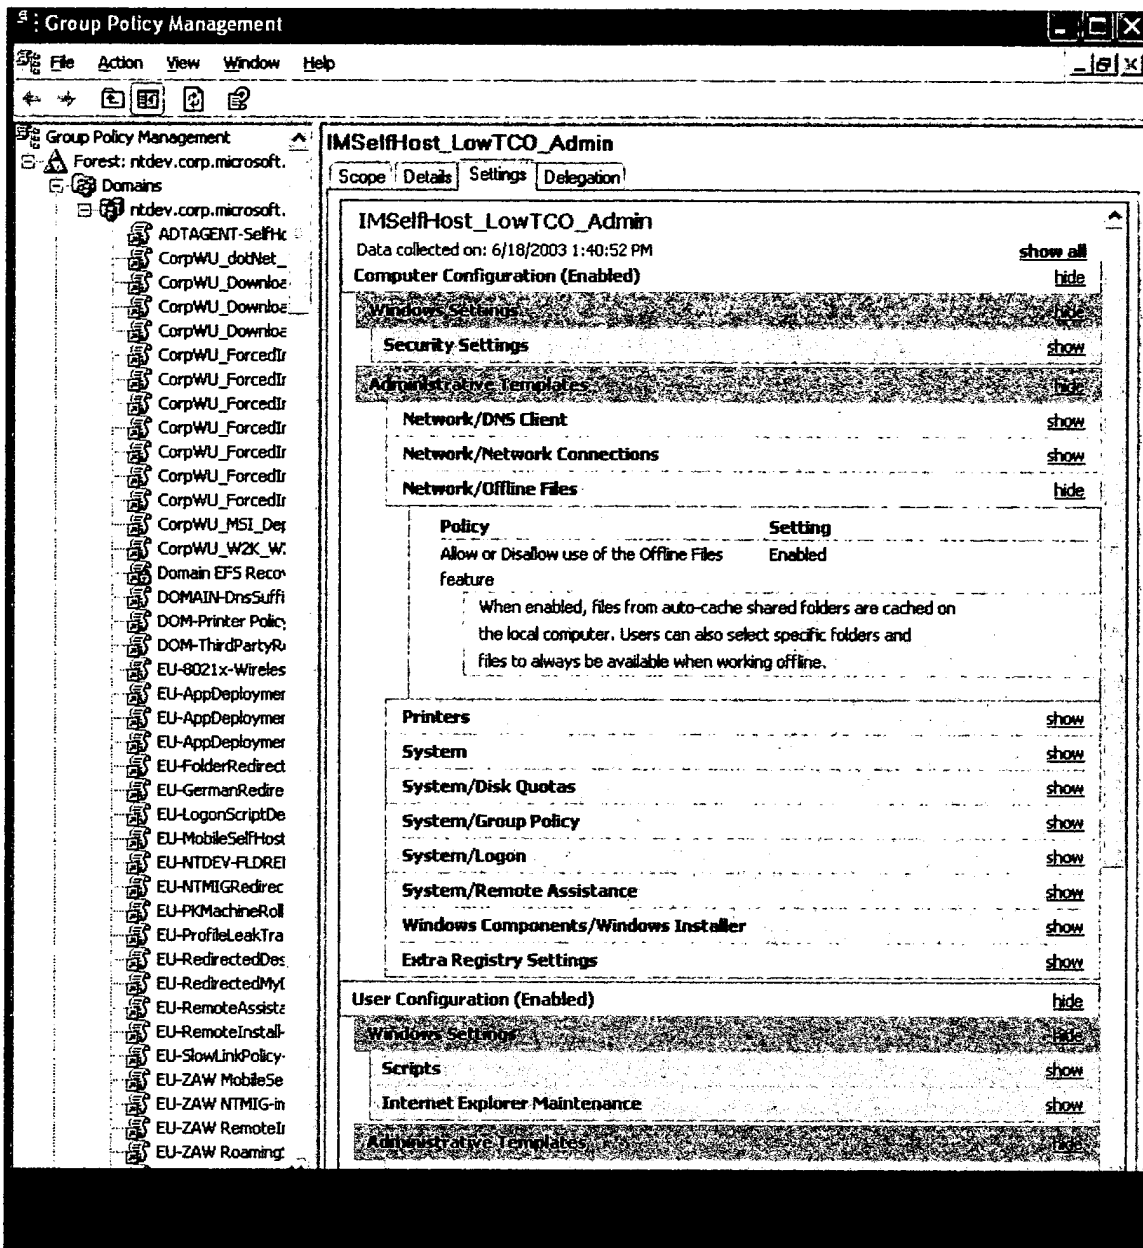 Group Policy Management
File Action View Window Help
Group Policy Management
Forest: ntdev.corp.microsoft.
Domains
ntdev.corp.microsoft.
ADTAGENT-SelfHc
CorpWU_dotNet_
CorpWU_Downloa
CorpWU_Downloa
CorpWU_Downloa
CorpWU_ForcedIr
CorpWU_ForcedIr
CorpWU_ForcedIr
CorpWU_ForcedIr
CorpWU_ForcedIr
CorpWU_ForcedIr
CorpWU_ForcedIr
CorpWU_MSI_Dep
CorpWU_W2K_W
Domain EFS Recov
DOMAIN-DnsSuffi
DOM-Printer Policy
DOM-ThirdPartyR
EU-8021x-Wireles
EU-AppDeploymer
EU-AppDeploymer
EU-AppDeploymer
EU-FolderRedirect
EU-GermanRedire
EU-LogonScriptDe
EU-MobileSelfHost
EU-NTDEV-FLDREI
EU-NTMIGRedirec
EU-PKMachineRoll
EU-ProfileLeakTra
EU-RedirectedDes
EU-RedirectedMyD
EU-RemoteAssista
EU-RemoteInstall-
EU-SlowLinkPolicy-
EU-ZAW MobileSe
EU-ZAW NTMIG-in
EU-ZAW RemoteIr
EU-ZAW Roaming
IMSelfHost_LowTCO_Admin
Scope Details Settings Delegation
IMSelfHost_LowTCO_Admin
Data collected on: 6/18/2003 1:40:52 PM show all
Computer Configuration (Enabled) hide
Windows Settings hide
Security Settings show
Administrative Templates hide
Network/DNS Client show
Network/Network Connections show
Network/Offline Files hide
Policy Setting
Allow or Disallow use of the Offline Files Enabled
feature
When enabled, files from auto-cache shared folders are cached on
the local computer. Users can also select specific folders and
files to always be available when working offline.
Printers show
System show
System/Disk Quotas show
System/Group Policy show
System/Logon show
System/Remote Assistance show
Windows Components/Windows Installer show
Extra Registry Settings show
User Configuration (Enabled) hide
Windows Settings hide
Scripts show
Internet Explorer Maintenance show
Administrative Templates hide